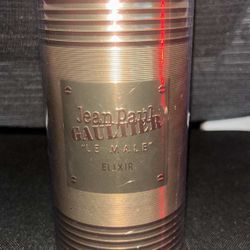 Jean Paul
GAULTIER
"LE MALE"
ELIXIR